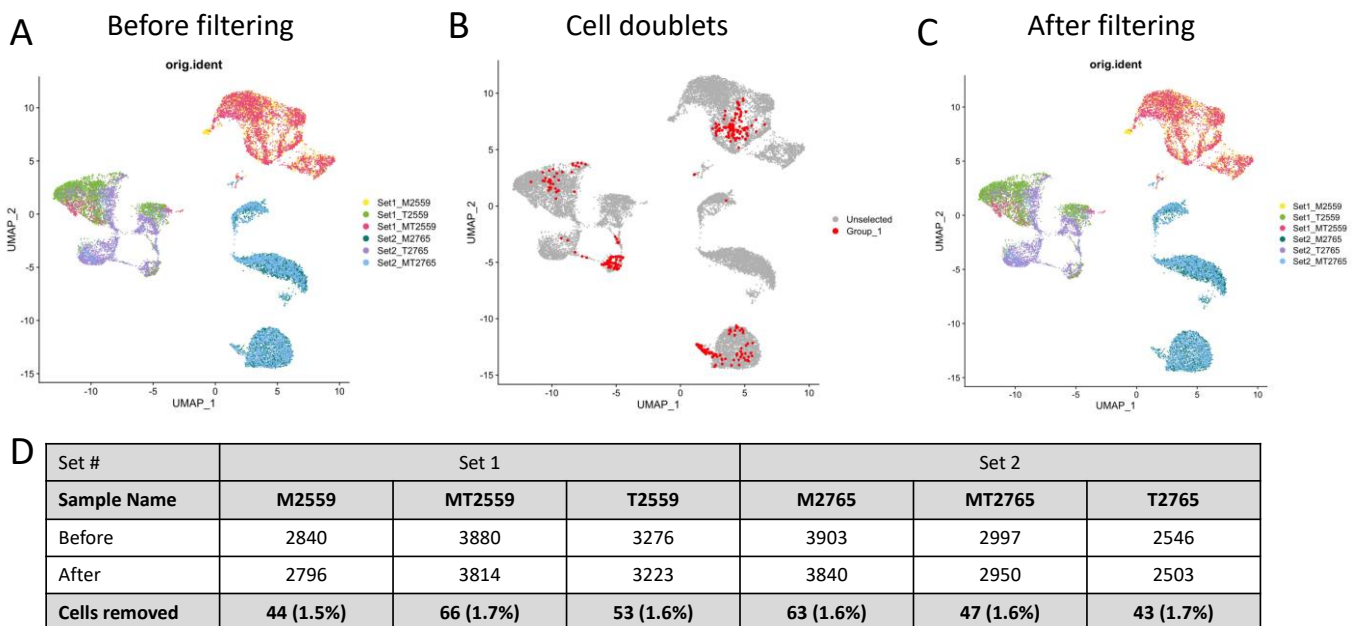 A
Before filtering
orig.ident
10
5
0
-5
-10
-15
UMAP_2
-10 -5 0 5 10
UMAP_1
Set1_M2559
Set1_T2559
Set1_MT2559
Set2_M2765
Set2_T2765
Set2_MT2765
B
Cell doublets
10
5
0
-5
-10
-15
UMAP_2
-10 -5 0 5 10
UMAP_1
Unselected
Group_1
C
After filtering
orig.ident
10
5
0
-5
-10
-15
UMAP_2
-10 -5 0 5 10
UMAP_1
Set1_M2559
Set1_T2559
Set1_MT2559
Set2_M2765
Set2_T2765
Set2_MT2765
D
Set # Set 1 Set 2
Sample Name M2559 MT2559 T2559 M2765 MT2765 T2765
Before 2840 3880 3276 3903 2997 2546
After 2796 3814 3223 3840 2950 2503
Cells removed 44 (1.5%) 66 (1.7%) 53 (1.6%) 63 (1.6%) 47 (1.6%) 43 (1.7%)